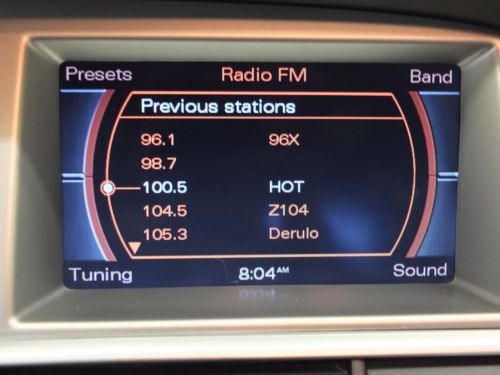 Presets Radio FM Band
Previous stations
96.1 96X
98.7
100.5 HOT
104.5 Z104
105.3 Derulo
Tuning 8:04AM Sound